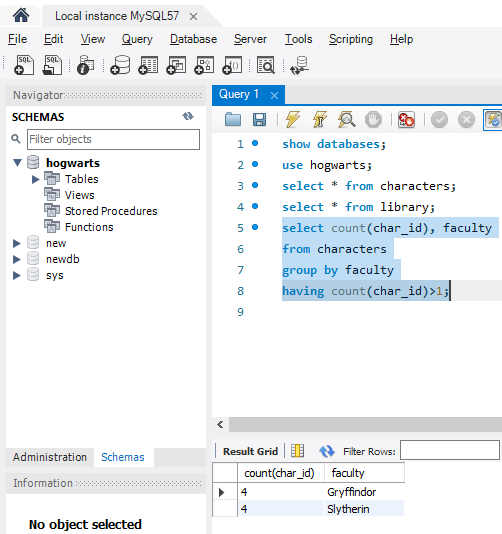 Local instance MySQL57 ×
File Edit View Query Database Server Tools Scripting Help
SQL SQL
Navigator
SCHEMAS
Filter objects
hogwarts
Tables
Views
Stored Procedures
Functions
new
newdb
sys
Administration Schemas
Information
No object selected
Query 1 ×
1 show databases;
2 use hogwarts;
3 select * from characters;
4 select * from library;
5 select count(char_id), faculty
6 from characters
7 group by faculty
8 having count(char_id)>1;
9
Result Grid Filter Rows:
count(char_id) faculty
4 Gryffindor
4 Slytherin